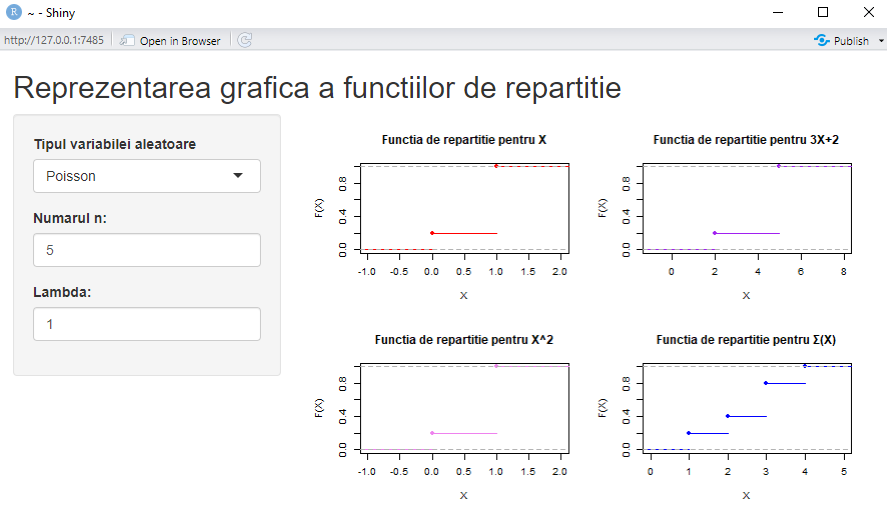 R ~ - Shiny
http://127.0.0.1:7485 Open in Browser Publish
Reprezentarea grafica a functiilor de repartitie
Tipul variabilei aleatoare
Poisson
Numarul n:
5
Lambda:
1
Functia de repartitie pentru X
F(X)
0.0 0.4 0.8
-1.0 -0.5 0.0 0.5 1.0 1.5 2.0
X
Functia de repartitie pentru 3X+2
F(X)
0.0 0.4 0.8
0 2 4 6 8
X
Functia de repartitie pentru X^2
F(X)
0.0 0.4 0.8
-1.0 -0.5 0.0 0.5 1.0 1.5 2.0
X
Functia de repartitie pentru Σ(X)
F(X)
0.0 0.4 0.8
0 1 2 3 4 5
X